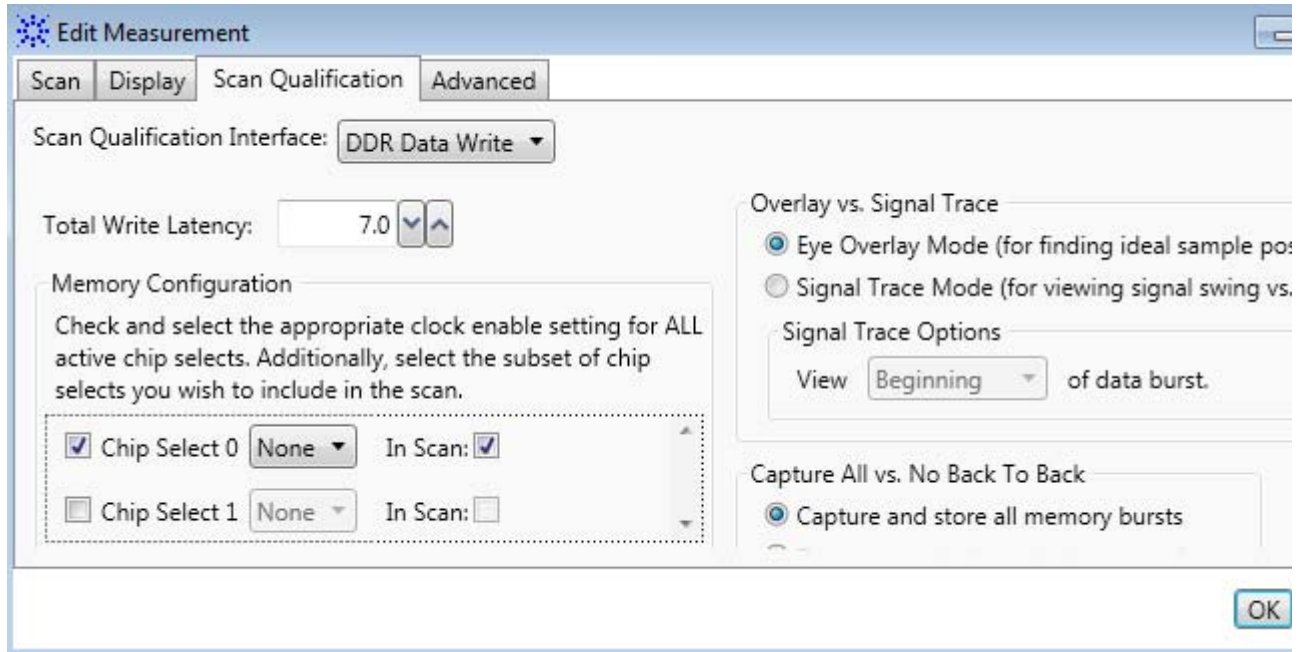 Edit Measurement
Scan Display Scan Qualification Advanced
Scan Qualification Interface: DDR Data Write
Total Write Latency: 7.0
Memory Configuration
Check and select the appropriate clock enable setting for ALL
active chip selects. Additionally, select the subset of chip
selects you wish to include in the scan.
Chip Select 0 None In Scan:
Chip Select 1 None In Scan:
Overlay vs. Signal Trace
Eye Overlay Mode (for finding ideal sample pos
Signal Trace Mode (for viewing signal swing vs.
Signal Trace Options
View Beginning of data burst.
Capture All vs. No Back To Back
Capture and store all memory bursts
OK